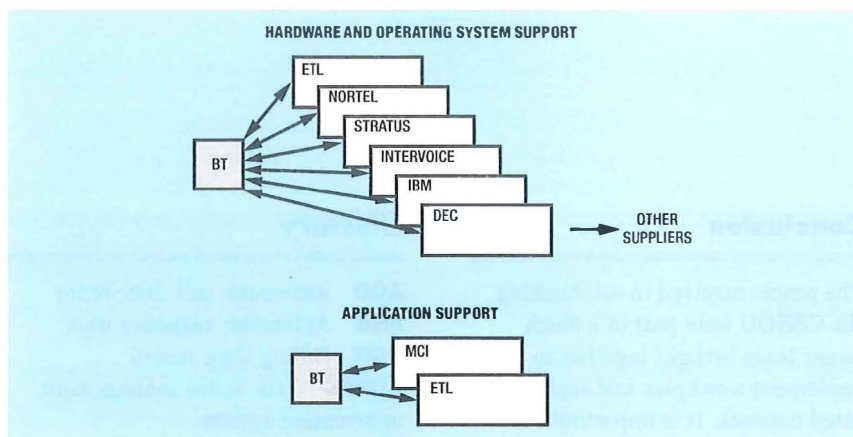 HARDWARE AND OPERATING SYSTEM SUPPORT
ETL
NORTEL
STRATUS
INTERVOICE
IBM
DEC
BT
OTHER
SUPPLIERS
APPLICATION SUPPORT
MCI
ETL
BT